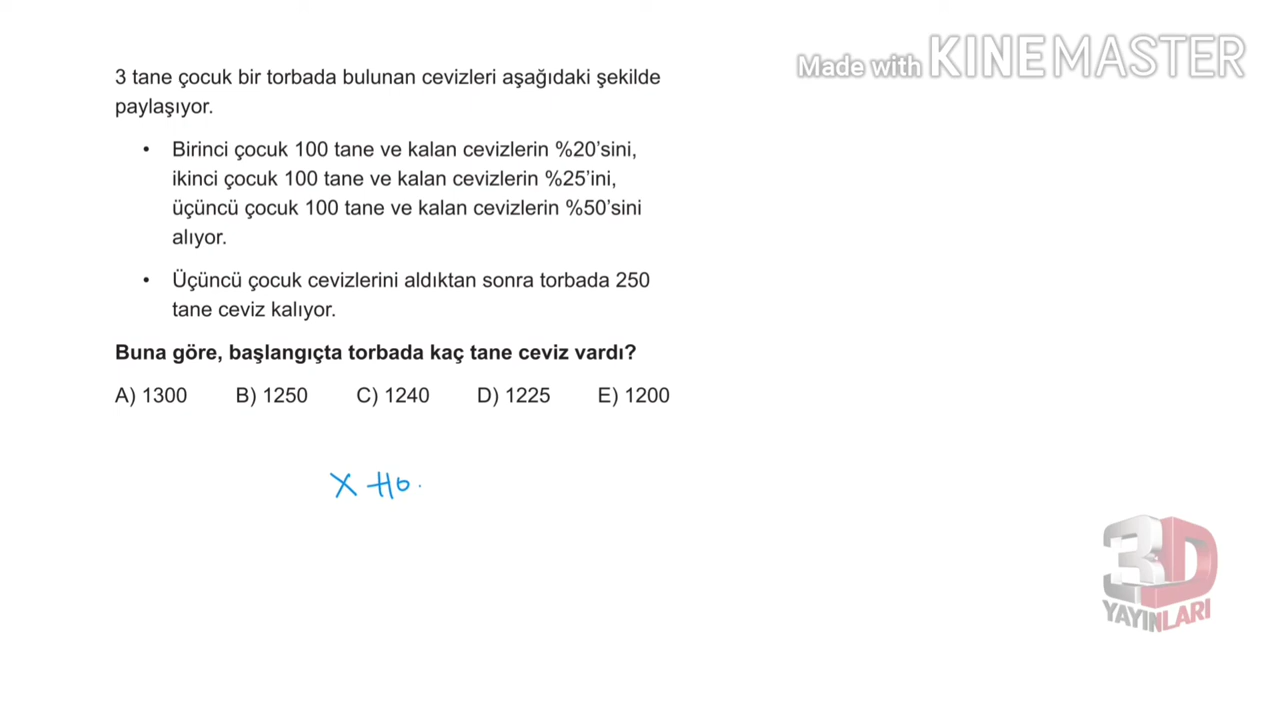 Made with KINEMASTER
3 tane çocuk bir torbada bulunan cevizleri aşağıdaki şekilde
paylaşıyor.
• Birinci çocuk 100 tane ve kalan cevizlerin %20’sini,
ikinci çocuk 100 tane ve kalan cevizlerin %25’ini,
üçüncü çocuk 100 tane ve kalan cevizlerin %50’sini
alıyor.
• Üçüncü çocuk cevizlerini aldıktan sonra torbada 250
tane ceviz kalıyor.
Buna göre, başlangıçta torbada kaç tane ceviz vardı?
A) 1300 B) 1250 C) 1240 D) 1225 E) 1200
X +10
3D
YAYINLARI